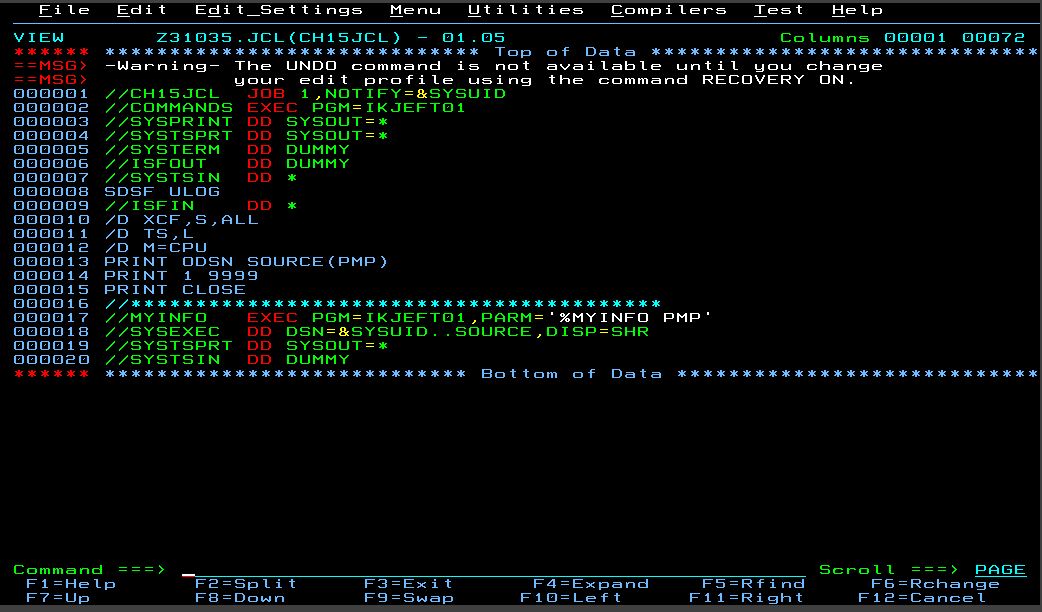 File  Edit  Edit_Settings  Menu  Utilities  Compilers  Test  Help
VIEW       Z31035.JCL(CH15JCL) - 01.05                     Columns 00001 00072
****** ***************************** Top of Data ******************************
==MSG> -Warning- The UNDO command is not available until you change
==MSG>           your edit profile using the command RECOVERY ON.
000001 //CH15JCL  JOB 1,NOTIFY=&SYSUID
000002 //COMMANDS EXEC PGM=IKJEFT01
000003 //SYSPRINT DD SYSOUT=*
000004 //SYSTSPRT DD SYSOUT=*
000005 //SYSTERM  DD DUMMY
000006 //ISFOUT   DD DUMMY
000007 //SYSTSIN  DD *
000008 SDSF ULOG
000009 //ISFIN    DD *
000010 /D XCF,S,ALL
000011 /D TS,L
000012 /D M=CPU
000013 PRINT ODSN SOURCE(PMP)
000014 PRINT 1 9999
000015 PRINT CLOSE
000016 //*****************************************
000017 //MYINFO   EXEC PGM=IKJEFT01,PARM='%MYINFO PMP'
000018 //SYSEXEC  DD DSN=&SYSUID..SOURCE,DISP=SHR
000019 //SYSTSPRT DD SYSOUT=*
000020 //SYSTSIN  DD DUMMY
****** **************************** Bottom of Data ****************************
Command ===> _                                                Scroll ===> PAGE
F1=Help      F2=Split     F3=Exit      F4=Expand    F5=Rfind     F6=Rchange
F7=Up        F8=Down      F9=Swap     F10=Left     F11=Right    F12=Cancel